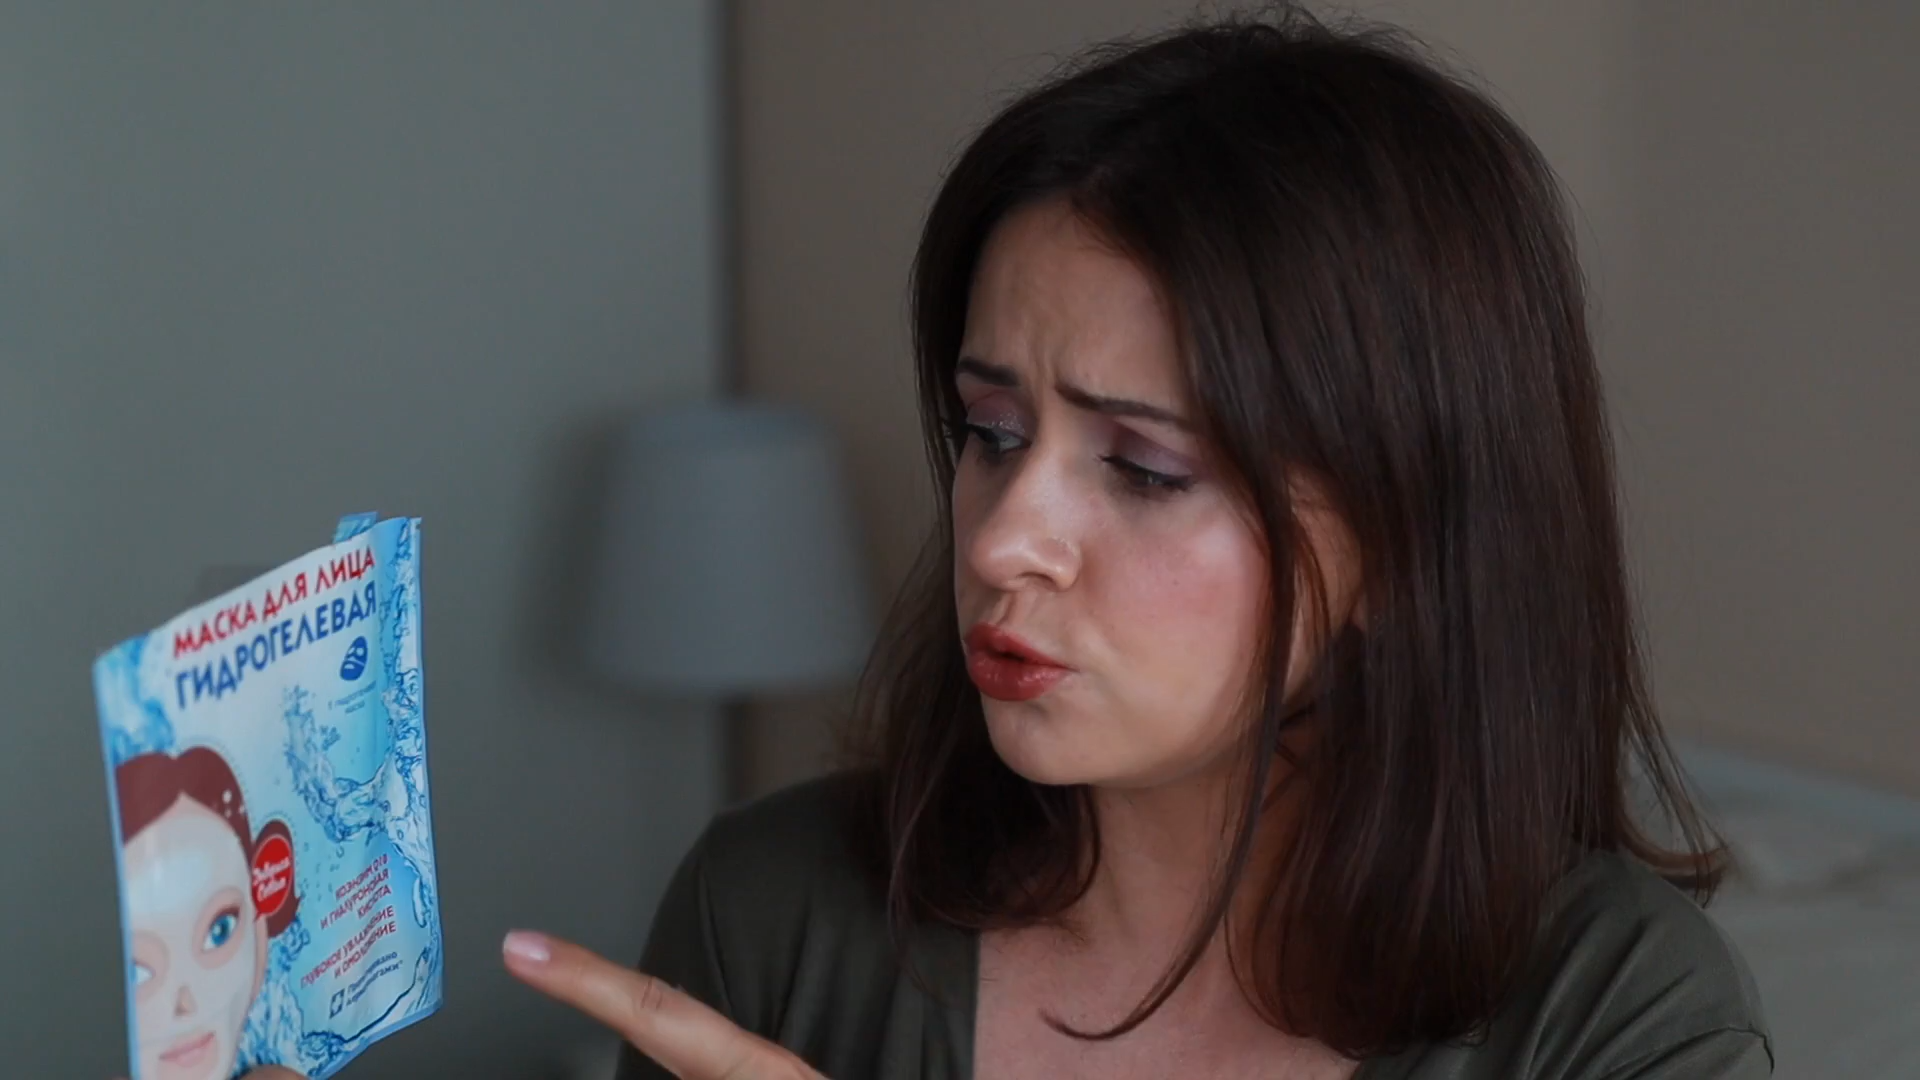 МАСКА ДЛЯ ЛИЦА
ГИДРОГЕЛЕВАЯ
КОЭНЗИМ Q10
И ГИАЛУРОНОВАЯ
КИСЛОТА
ГЛУБОКОЕ УВЛАЖНЕНИЕ
И ОМОЛОЖЕНИЕ